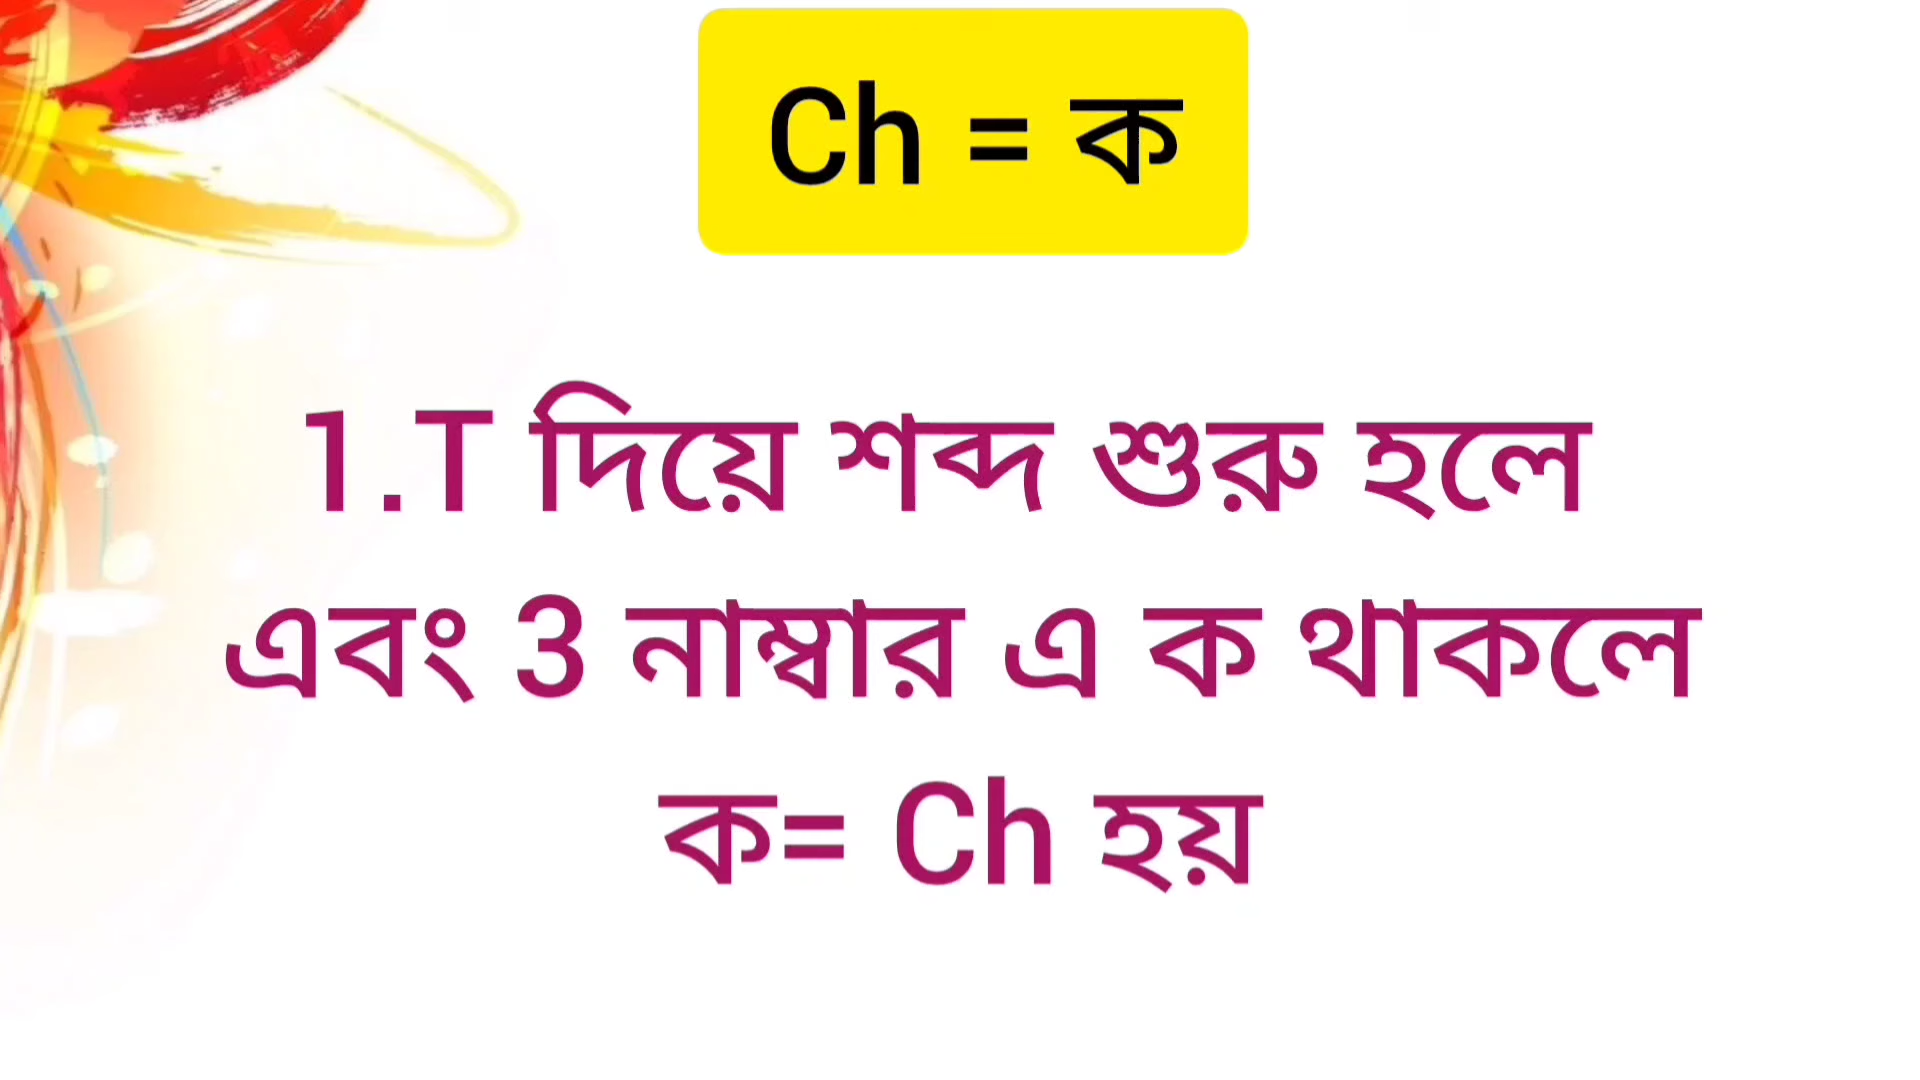 Ch = ক
1.T দিয়ে শব্দ শুরু হলে
এবং 3 নাম্বার এ ক থাকলে
ক= Ch হয়